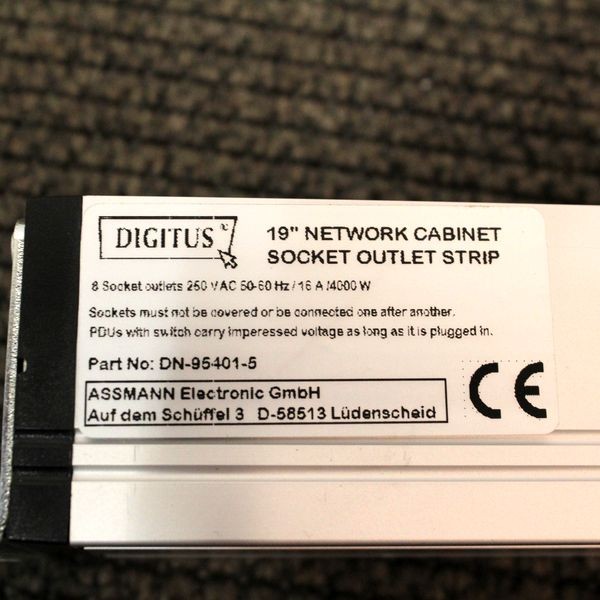 DIGITUS
19" NETWORK CABINET
SOCKET OUTLET STRIP
8 Socket outlets 250 VAC 50-60 Hz / 16 A /4000 W
Sockets must not be covered or be connected one after another.
PDUs with switch carry imperessed voltage as long as it is plugged in.
Part No: DN-95401-5
CE
ASSMANN Electronic GmbH
Auf dem Schüffel 3 D-58513 Lüdenscheid